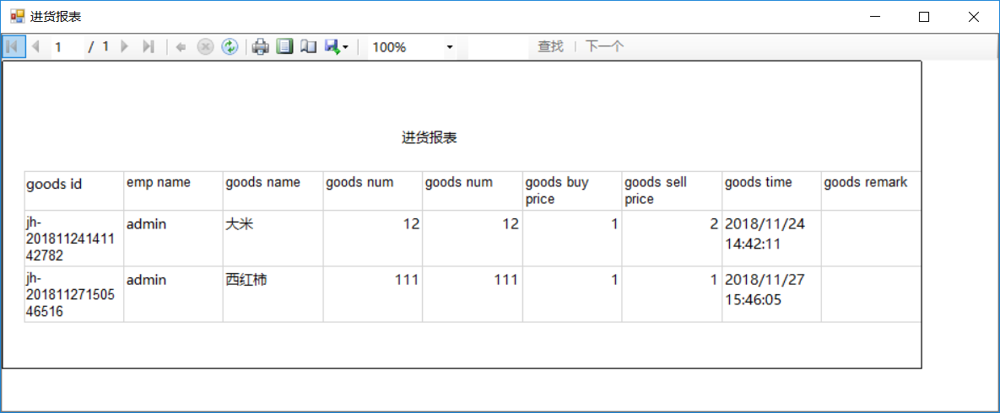 进货报表
1 / 1 100% 查找 | 下一个
进货报表
goods id emp name goods name goods num goods num goods buy price goods sell price goods time goods remark
jh-20181124141142782 admin 大米 12 12 1 2 2018/11/24 14:42:11
jh-20181127150546516 admin 西红柿 111 111 1 1 2018/11/27 15:46:05